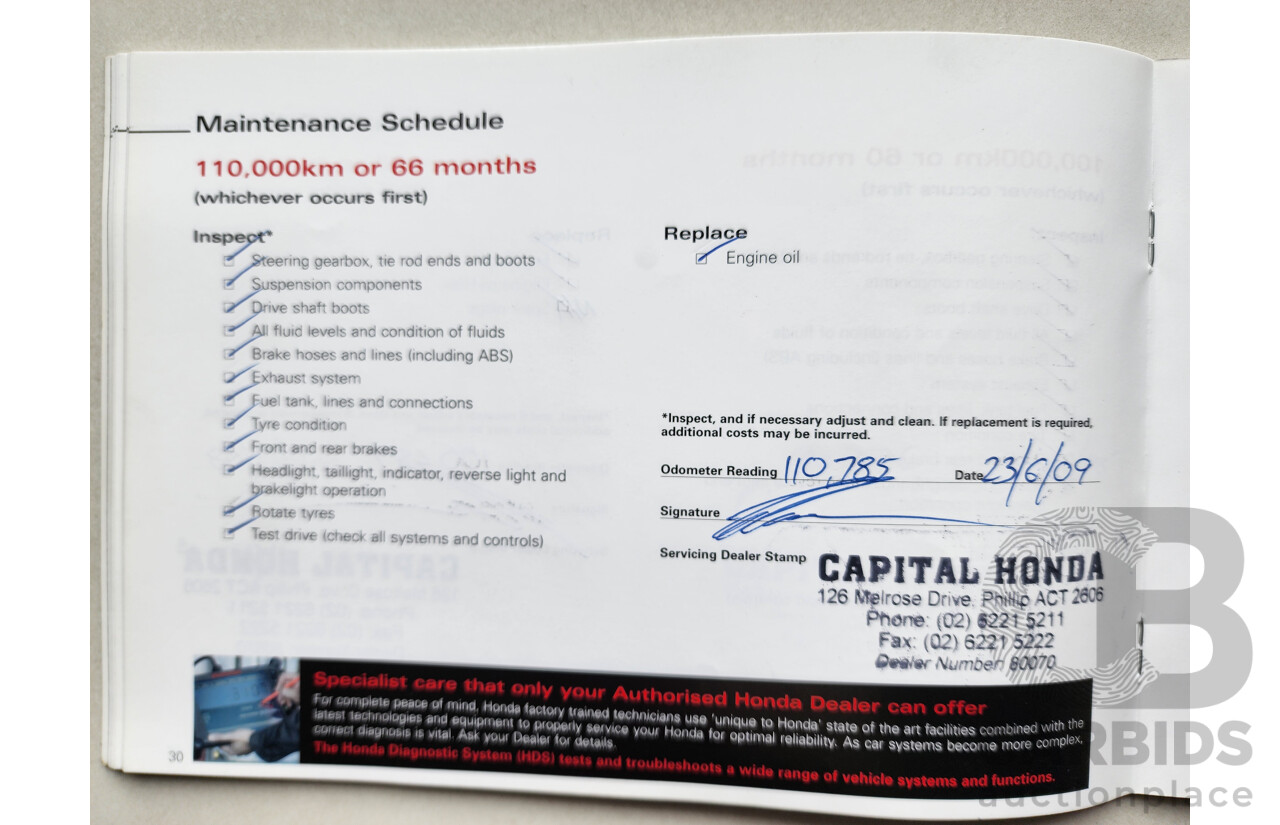 Maintenance Schedule
110,000km or 66 months
(whichever occurs first)
Inspect*
Steering gearbox, tie rod ends and boots
Suspension components
Drive shaft boots
All fluid levels and condition of fluids
Brake hoses and lines (including ABS)
Exhaust system
Fuel tank, lines and connections
Tyre condition
Front and rear brakes
Headlight, taillight, indicator, reverse light and
brakelight operation
Rotate tyres
Test drive (check all systems and controls)
Replace
Engine oil
*Inspect, and if necessary adjust and clean. If replacement is required,
additional costs may be incurred.
Odometer Reading 110,785 Date 23/6/09
Signature
Servicing Dealer Stamp
CAPITAL HONDA
126 Melrose Drive, Phillip ACT 2606
Phone: (02) 6221 5211
Fax: (02) 6221 5222
Dealer Number 80070
Specialist care that only your Authorised Honda Dealer can offer
For complete peace of mind, Honda factory trained technicians use 'unique to Honda' state of the art facilities combined with the
latest technologies and equipment to properly service your Honda for optimal reliability. As car systems become more complex,
correct diagnosis is vital. Ask your Dealer for details.
The Honda Diagnostic System (HDS) tests and troubleshoots a wide range of vehicle systems and functions.
30
RBIDS
auctionplace